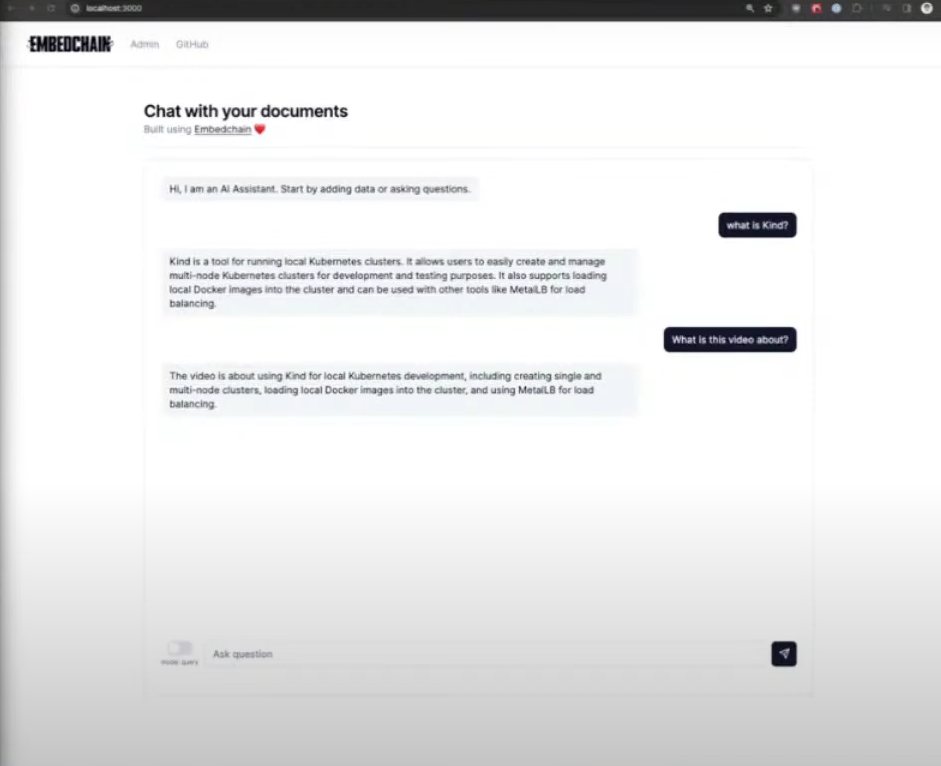 localhost:3000
EMBEDCHAIN Admin GitHub
Chat with your documents
Built using Embedchain ❤️
Hi, I am an AI Assistant. Start by adding data or asking questions.
what is Kind?
Kind is a tool for running local Kubernetes clusters. It allows users to easily create and manage
multi-node Kubernetes clusters for development and testing purposes. It also supports loading
local Docker images into the cluster and can be used with other tools like MetalLB for load
balancing.
What is this video about?
The video is about using Kind for local Kubernetes development, including creating single and
multi-node clusters, loading local Docker images into the cluster, and using MetalLB for load
balancing.
Ask question
query